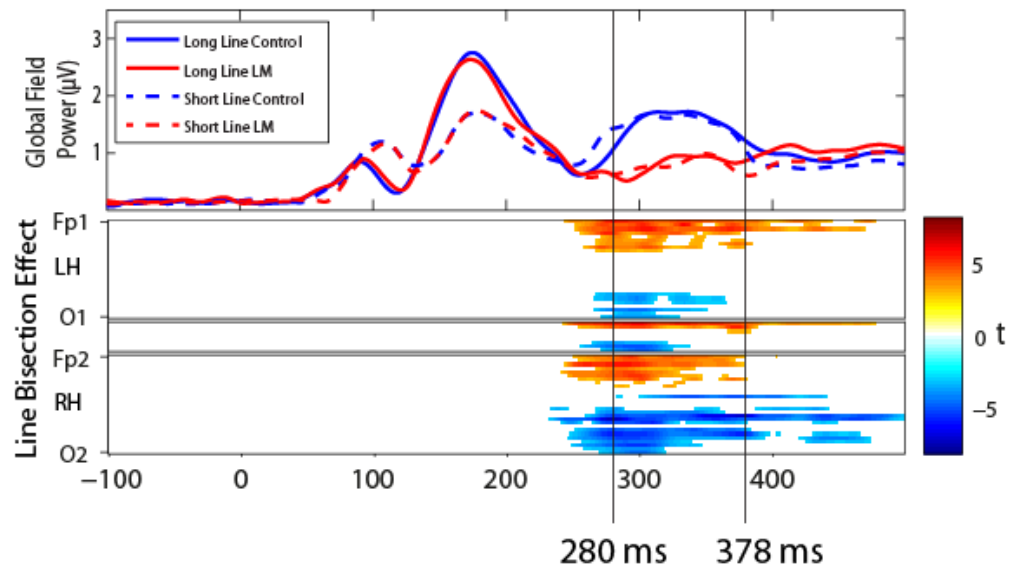 Global Field
Power (µV)
3
2
1
Long Line Control
Long Line LM
Short Line Control
Short Line LM
Line Bisection Effect
Fp1
LH
O1
Fp2
RH
O2
5
0 t
−5
−100 0 100 200 300 400
280 ms 378 ms